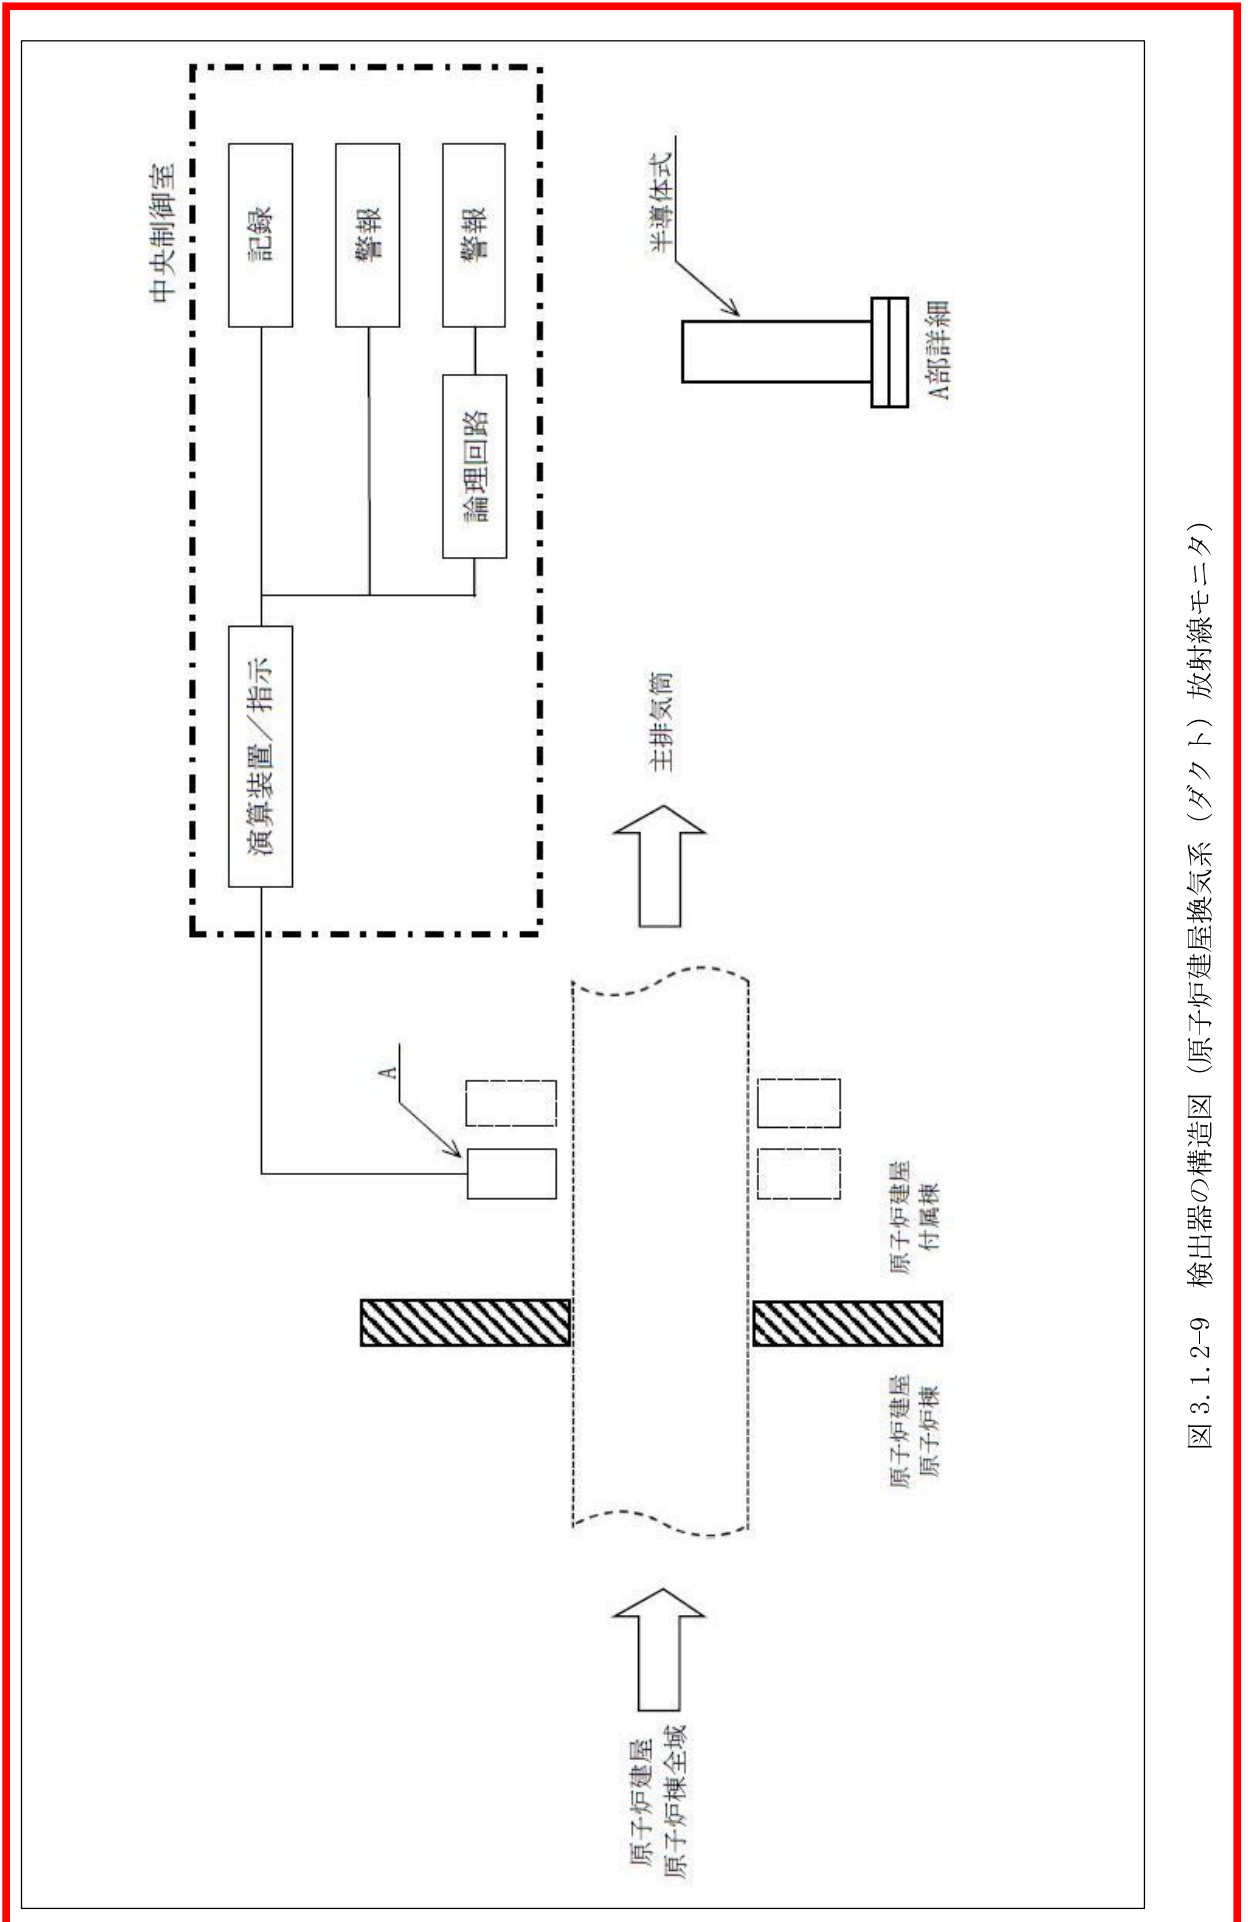 中央制御室
演算装置／指示
記録
警報
論理回路
警報
A
原子炉建屋
原子炉棟全域
主排気筒
半導体式
A部詳細
原子炉建屋
原子炉棟
原子炉建屋
付属棟
図 3.1.2-9 検出器の構造図（原子炉建屋換気系（ダクト）放射線モニタ）